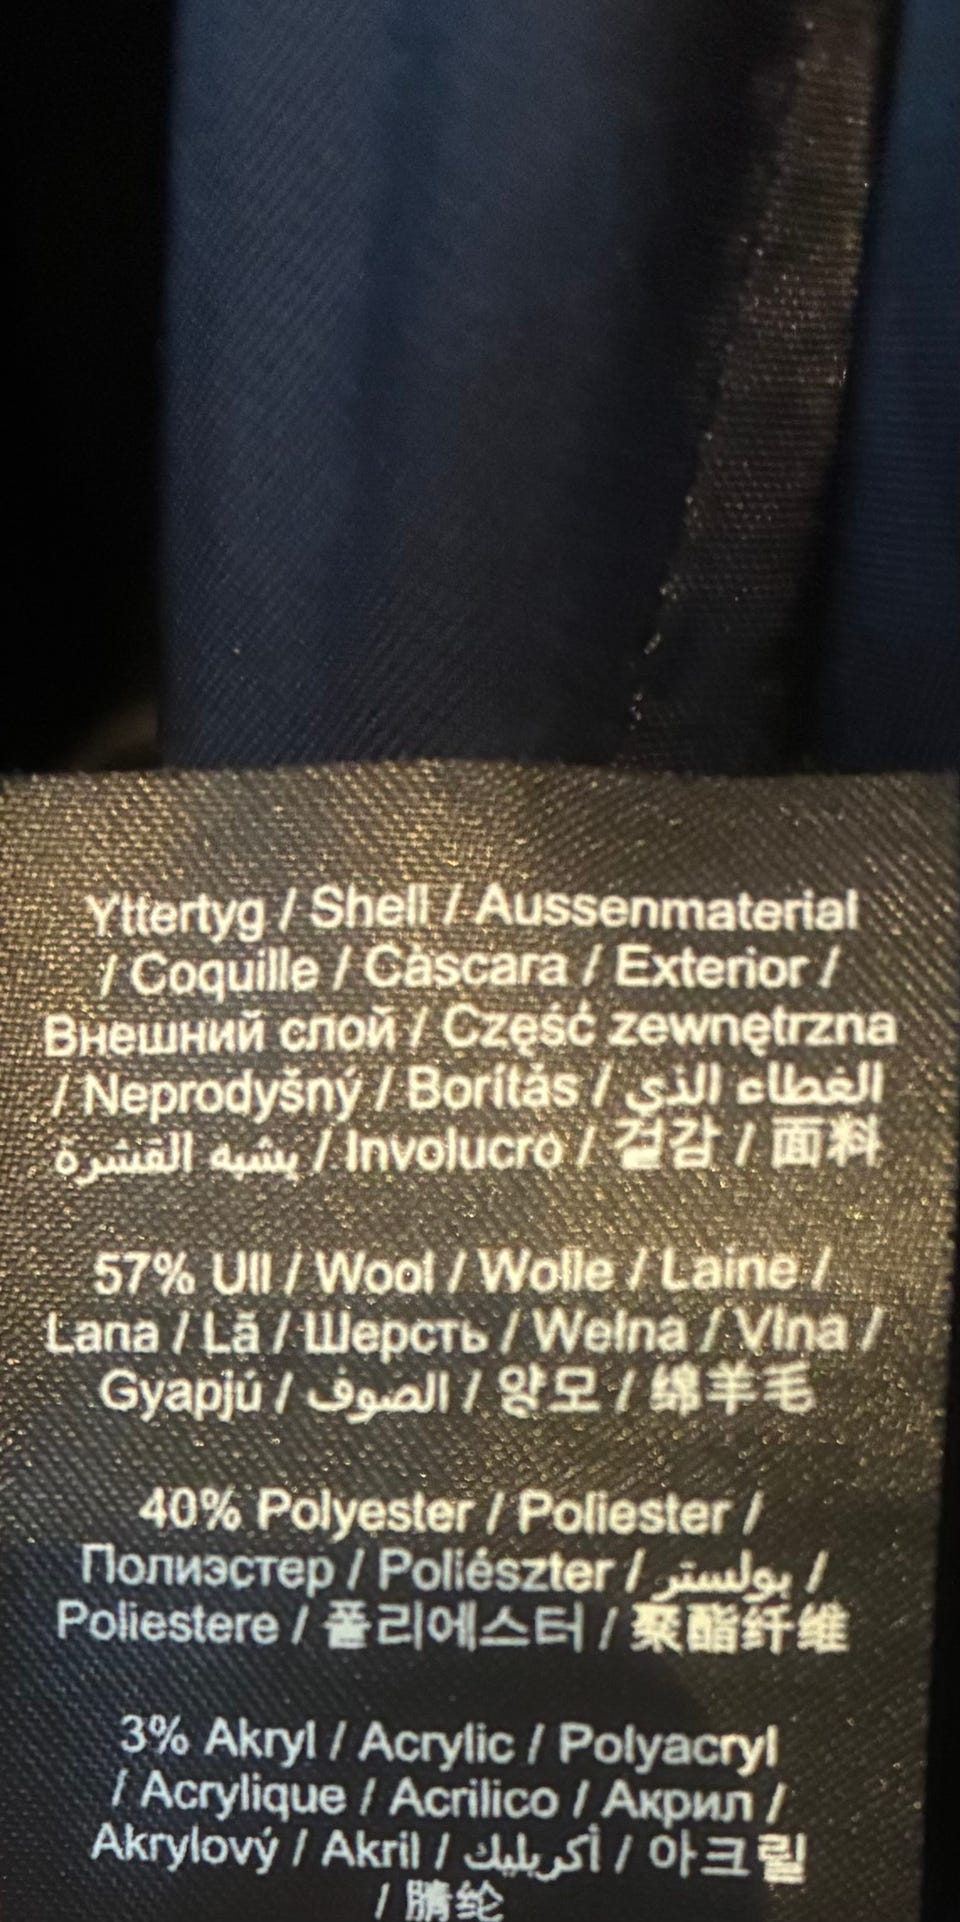 Yttertyg / Shell / Aussenmaterial
/ Coquille / Càscara / Exterior /
Внешний слой / Część zewnętrzna
/ Neprodyšný / Borítás / الغطاء الذي
يشبه القشرة / Involucro / 겉감 / 面料
57% Ull / Wool / Wolle / Laine /
Lana / Lã / Шерсть / Wełna / Vlna /
Gyapjú / الصوف / 양모 / 绵羊毛
40% Polyester / Poliester /
Полиэстер / Poliészter / بولستر /
Poliestere / 폴리에스터 / 聚酯纤维
3% Akryl / Acrylic / Polyacryl
/ Acrylique / Acrilico / Акрил /
Akrylový / Akril / أكريليك / 아크릴
/ 腈纶